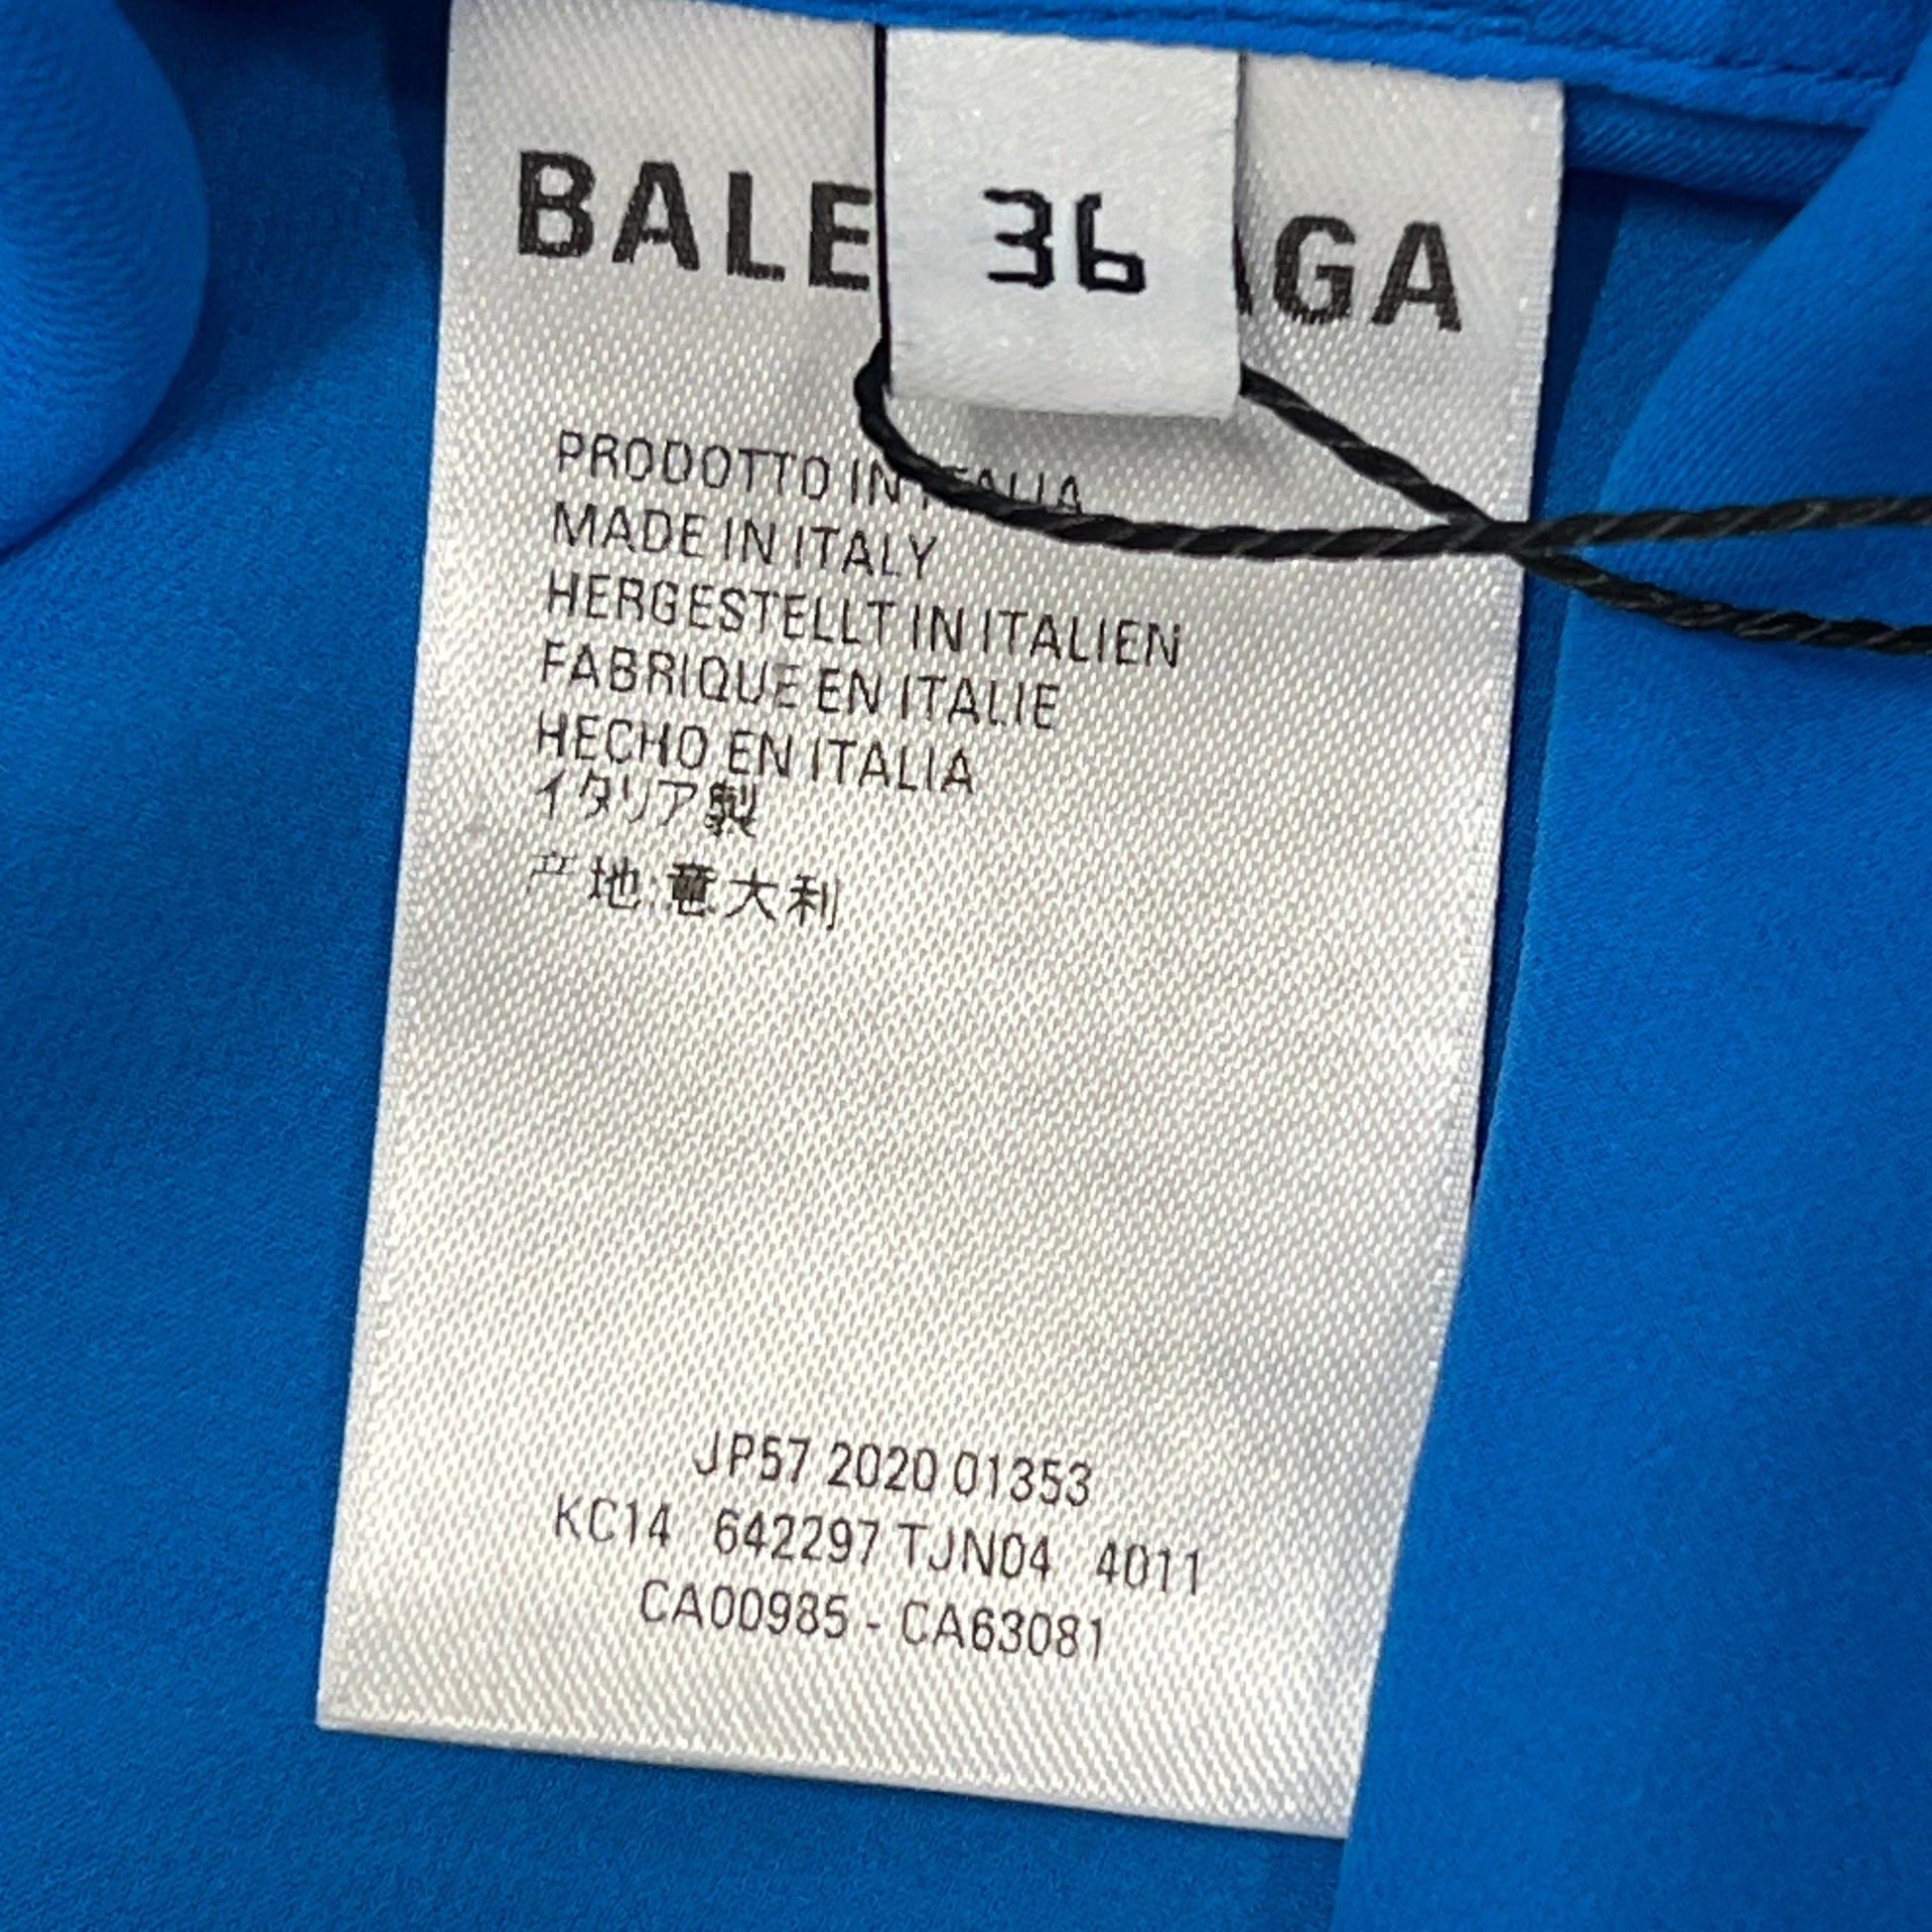 BALE AGA
36
PRODOTTO IN ITALIA
MADE IN ITALY
HERGESTELLT IN ITALIEN
FABRIQUE EN ITALIE
HECHO EN ITALIA
イタリア製
产地:意大利
JP57 2020 01353
KC14 642297 TJN04 4011
CA00985 - CA63081